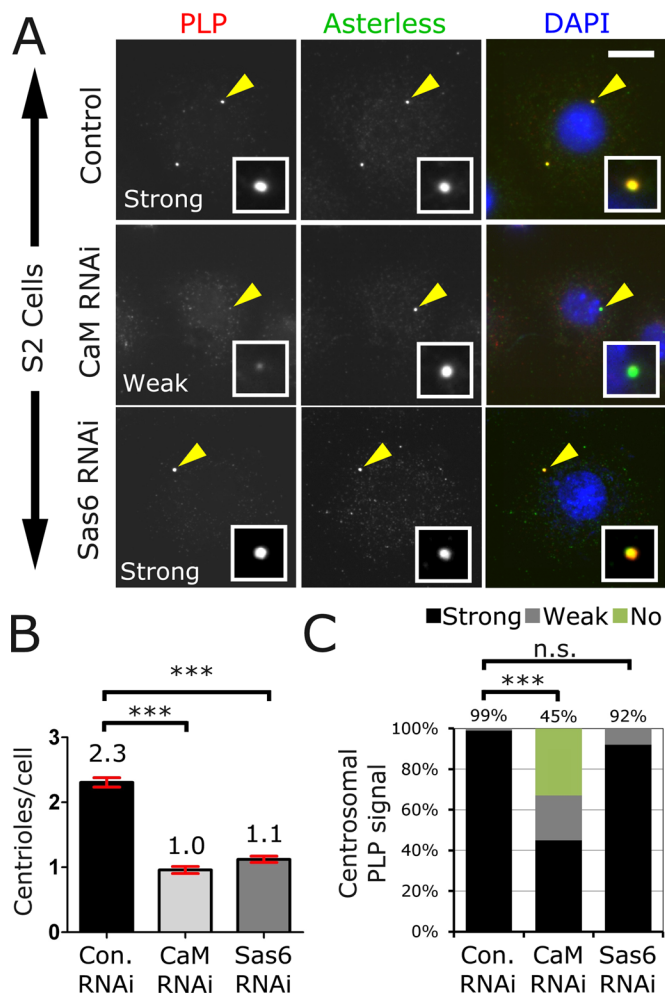 A
PLP Asterless DAPI
S2 Cells
Control
Strong
CaM RNAi
Weak
Sas6 RNAi
Strong
B
***
***
Centrioles/cell
3
2
1
0
2.3
1.0
1.1
Con. CaM Sas6
RNAi RNAi RNAi
C
Strong Weak No
n.s.
***
99% 45% 92%
Centrosomal
PLP signal
100%
80%
60%
40%
20%
0%
Con. CaM Sas6
RNAi RNAi RNAi